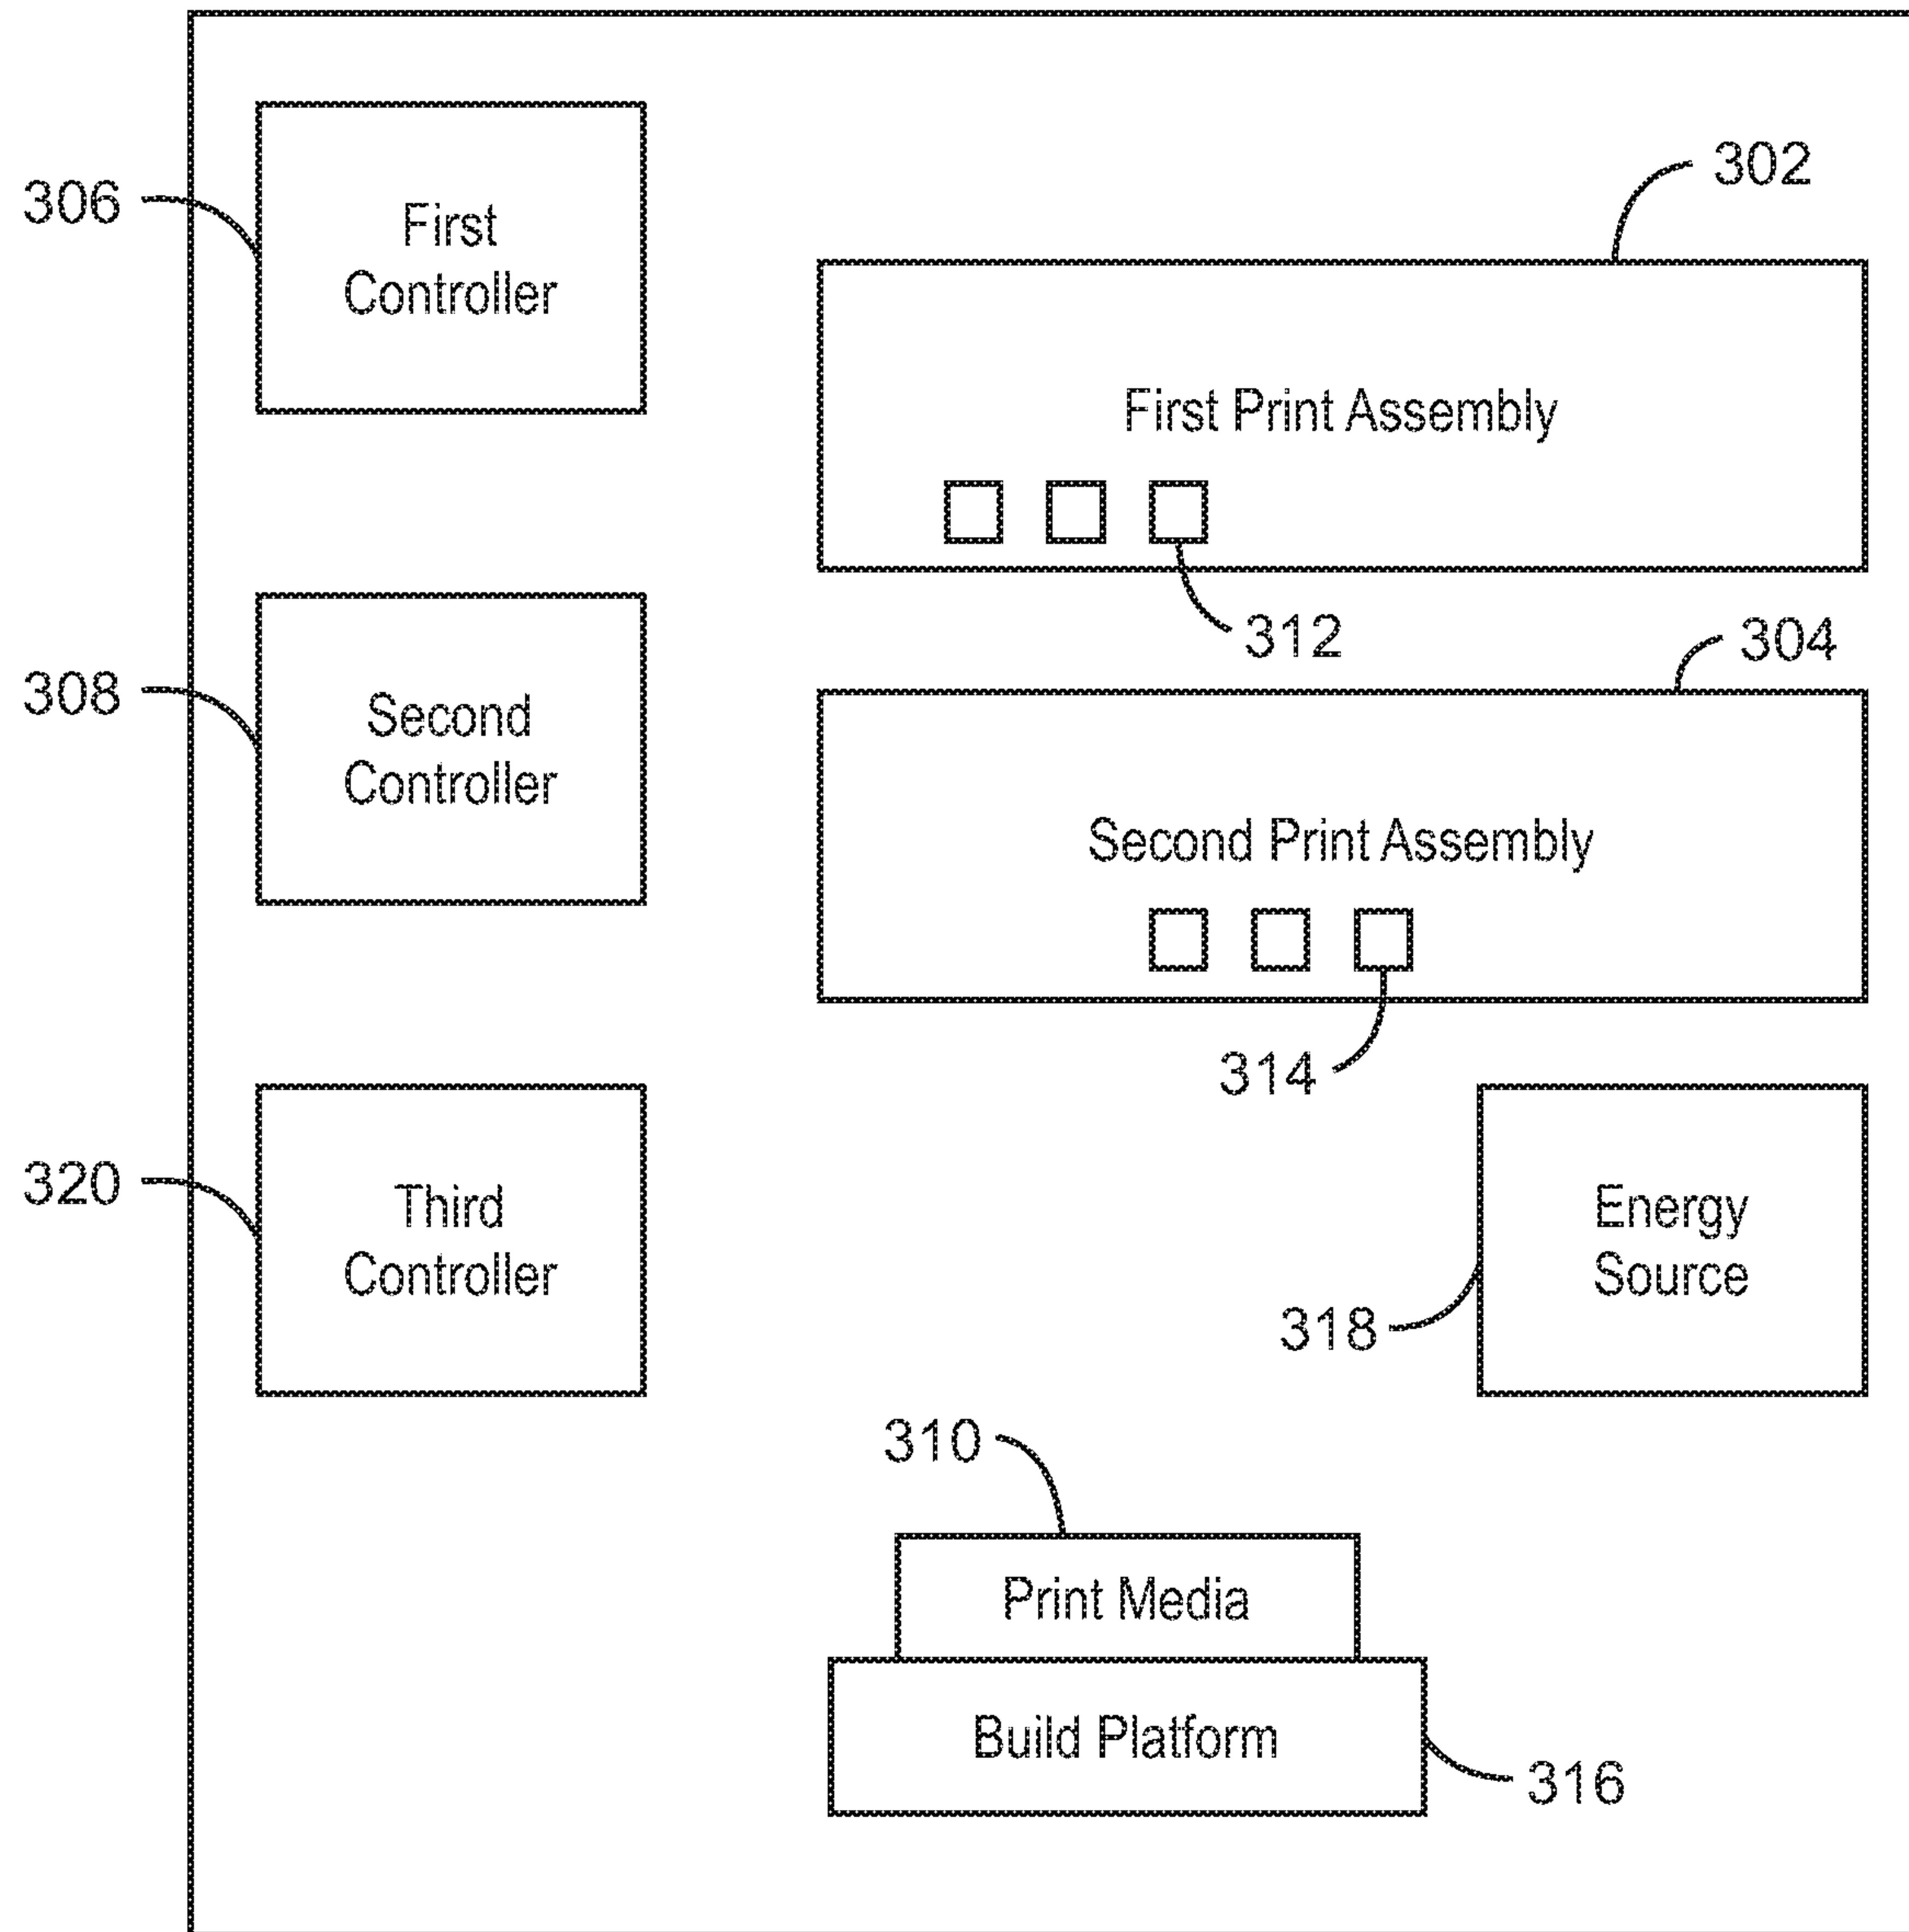 302
306
First
Controller
First Print Assembly
312
304
308
Second
Controller
Second Print Assembly
314
320
Third
Controller
Energy
Source
318
310
Print Media
Build Platform
316